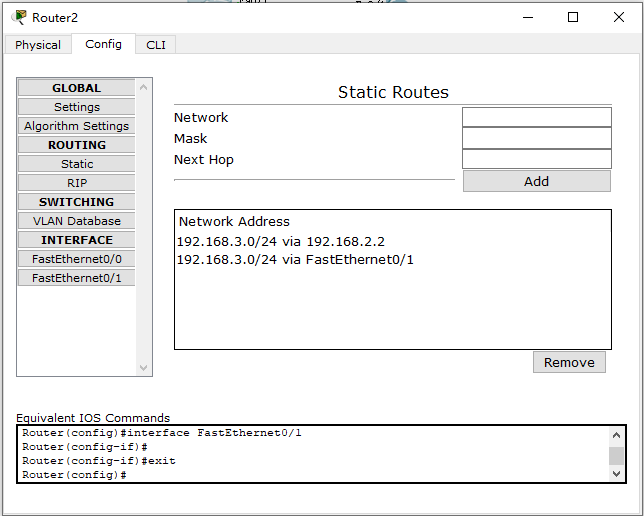 Router2
Physical Config CLI
GLOBAL
Settings
Algorithm Settings
ROUTING
Static
RIP
SWITCHING
VLAN Database
INTERFACE
FastEthernet0/0
FastEthernet0/1
Static Routes
Network
Mask
Next Hop
Add
Network Address
192.168.3.0/24 via 192.168.2.2
192.168.3.0/24 via FastEthernet0/1
Remove
Equivalent IOS Commands
Router(config)#interface FastEthernet0/1
Router(config-if)#
Router(config-if)#exit
Router(config)#